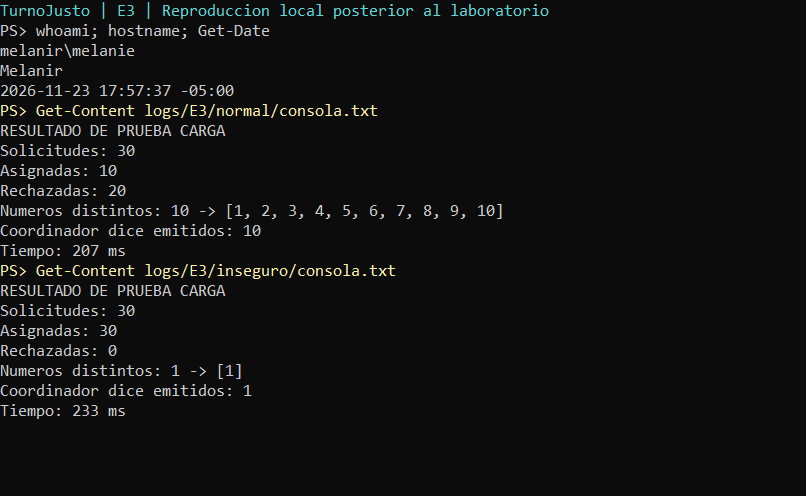 TurnoJusto | E3 | Reproduccion local posterior al laboratorio
PS> whoami; hostname; Get-Date
melanir\melanie
Melanir
2026-11-23 17:57:37 -05:00
PS> Get-Content logs/E3/normal/consola.txt
RESULTADO DE PRUEBA CARGA
Solicitudes: 30
Asignadas: 10
Rechazadas: 20
Numeros distintos: 10 -> [1, 2, 3, 4, 5, 6, 7, 8, 9, 10]
Coordinador dice emitidos: 10
Tiempo: 207 ms
PS> Get-Content logs/E3/inseguro/consola.txt
RESULTADO DE PRUEBA CARGA
Solicitudes: 30
Asignadas: 30
Rechazadas: 0
Numeros distintos: 1 -> [1]
Coordinador dice emitidos: 1
Tiempo: 233 ms